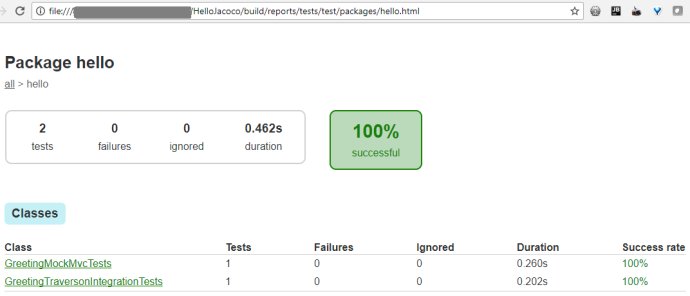 file:///HelloJacoco/build/reports/tests/test/packages/hello.html
Package hello
all > hello
2 0 0 0.462s 100%
tests failures ignored duration successful
Classes
Class Tests Failures Ignored Duration Success rate
GreetingMockMvcTests 1 0 0 0.260s 100%
GreetingTraversonIntegrationTests 1 0 0 0.202s 100%